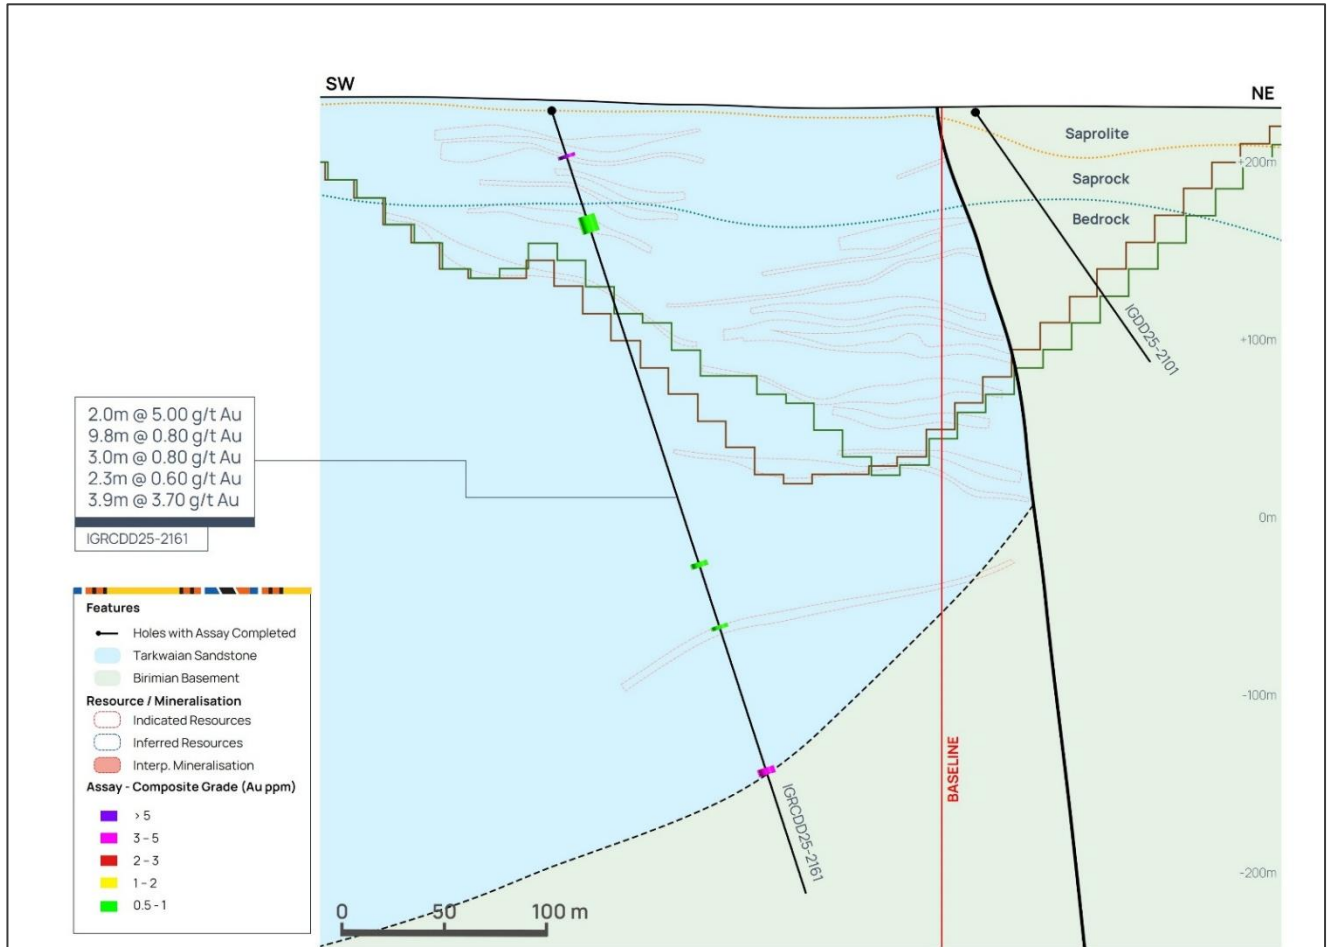 SW
NE
Saprolite
+200m
Saprock
Bedrock
IGDD25-2101
+100m
2.0m @ 5.00 g/t Au
9.8m @ 0.80 g/t Au
3.0m @ 0.80 g/t Au
2.3m @ 0.60 g/t Au
3.9m @ 3.70 g/t Au
IGRCDD25-2161
0m
Features
Holes with Assay Completed
Tarkwaian Sandstone
Birimian Basement
Resource / Mineralisation
Indicated Resources
Inferred Resources
Interp. Mineralisation
Assay - Composite Grade (Au ppm)
> 5
3 – 5
2 – 3
1 – 2
0.5 - 1
-100m
BASELINE
IGRCDD25-2161
-200m
0 50 100 m